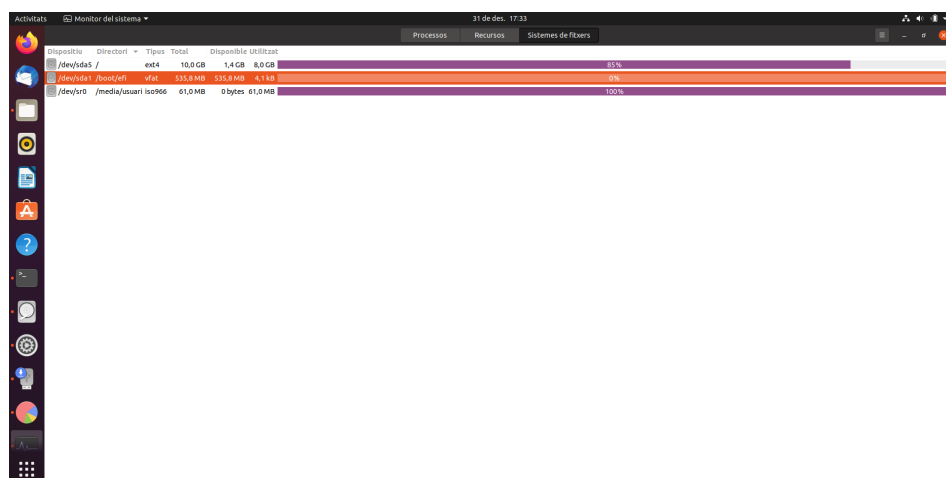 Activitats Monitor del sistema 31 de des. 17:33
Processos Recursos Sistemes de fitxers
Dispositiu Directori Tipus Total Disponible Utilitzat
/dev/sda5 / ext4 10,0 GB 1,4 GB 8,0 GB 85%
/dev/sda1 /boot/efi vfat 535,8 MB 535,8 MB 4,1 kB 0%
/dev/sr0 /media/usuari iso966 61,0 MB 0 bytes 61,0 MB 100%